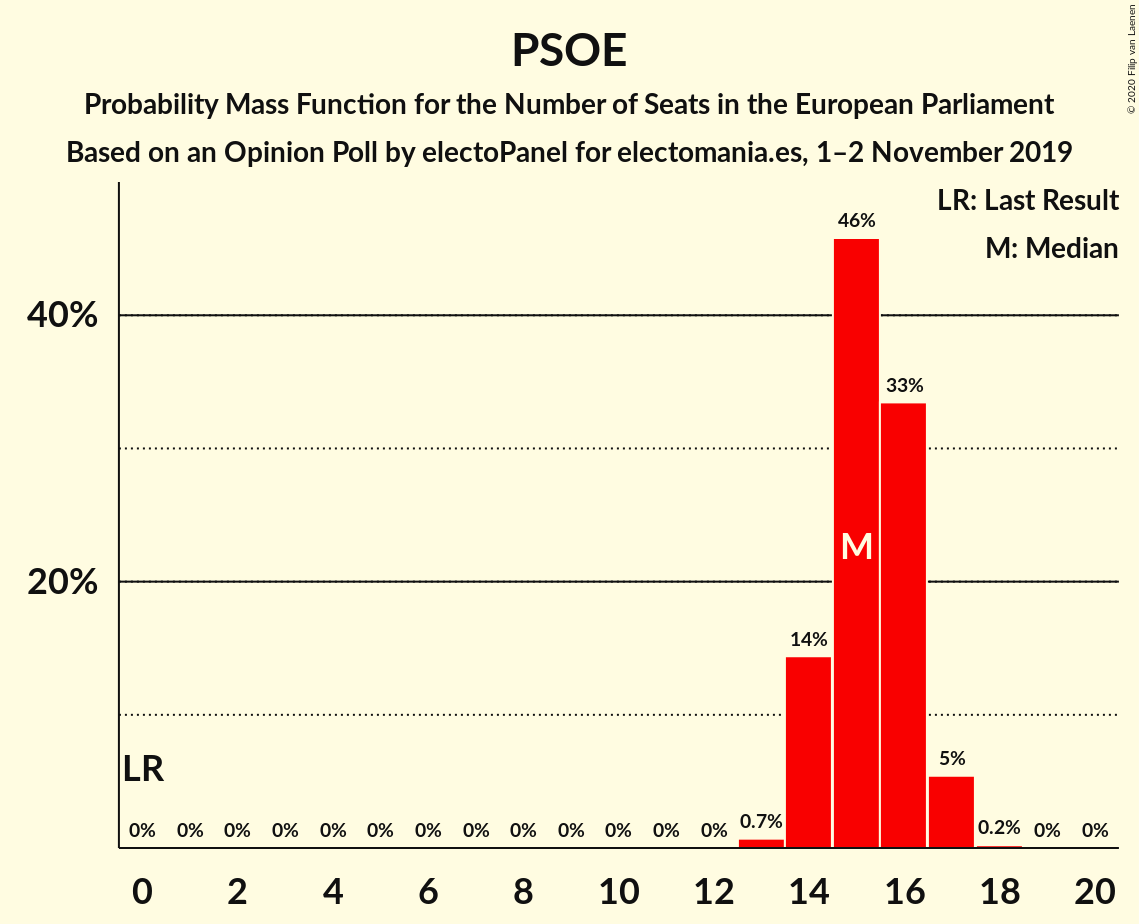 PSOE
Probability Mass Function for the Number of Seats in the European Parliament
Based on an Opinion Poll by electoPanel for electomania.es, 1–2 November 2019
© 2020 Filip van Laenen
LR: Last Result
M: Median
46%
40%
33%
M
20%
14%
LR
5%
0% 0% 0% 0% 0% 0% 0% 0% 0% 0% 0% 0% 0% 0.7% 0.2% 0% 0%
0 2 4 6 8 10 12 14 16 18 20